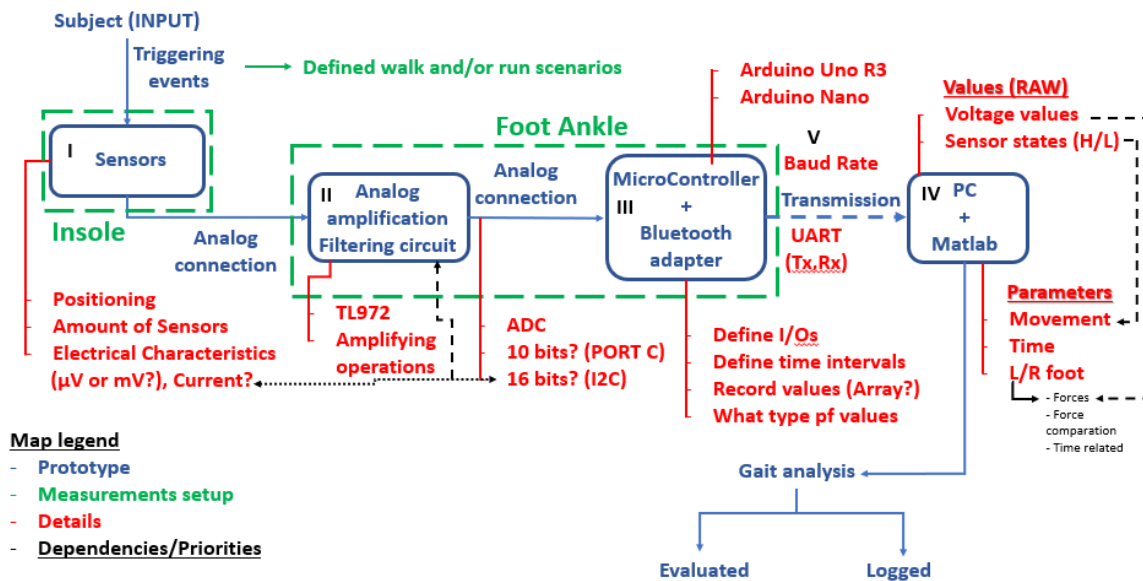 Subject (INPUT)
Triggering
events
Defined walk and/or run scenarios
I
Sensors
Insole
Analog
connection
Positioning
Amount of Sensors
Electrical Characteristics
(µV or mV?), Current?
Foot Ankle
II
Analog
amplification
Filtering circuit
TL972
Amplifying
operations
Analog
connection
ADC
10 bits? (PORT C)
16 bits? (I2C)
Arduino Uno R3
Arduino Nano
MicroController
III +
Bluetooth
adapter
Define I/Os
Define time intervals
Record values (Array?)
What type pf values
V
Baud Rate
Transmission
UART
(Tx,Rx)
Values (RAW)
Voltage values
Sensor states (H/L)
IV PC
+
Matlab
Parameters
Movement
Time
L/R foot
- Forces
- Force
comparation
- Time related
Gait analysis
Evaluated
Logged
Map legend
- Prototype
- Measurements setup
- Details
- Dependencies/Priorities